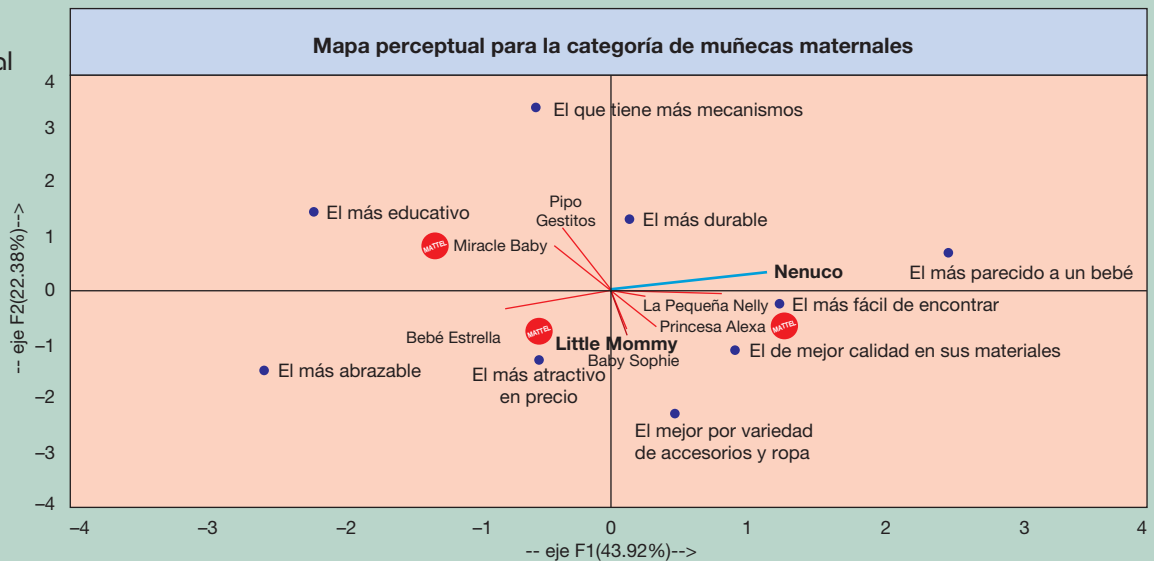 al
Mapa perceptual para la categoría de muñecas maternales
4
3
2
1
0
–1
–2
–3
–4
-- eje F2(22.38%)-->
El que tiene más mecanismos
Pipo
Gestitos
El más educativo
El más durable
MATTEL
Miracle Baby
Nenuco
El más parecido a un bebé
La Pequeña Nelly
El más fácil de encontrar
Princesa Alexa
MATTEL
Bebé Estrella
MATTEL
Little Mommy
Baby Sophie
El de mejor calidad en sus materiales
El más abrazable
El más atractivo
en precio
El mejor por variedad
de accesorios y ropa
–4
–3
–2
–1
0
1
2
3
4
-- eje F1(43.92%)-->